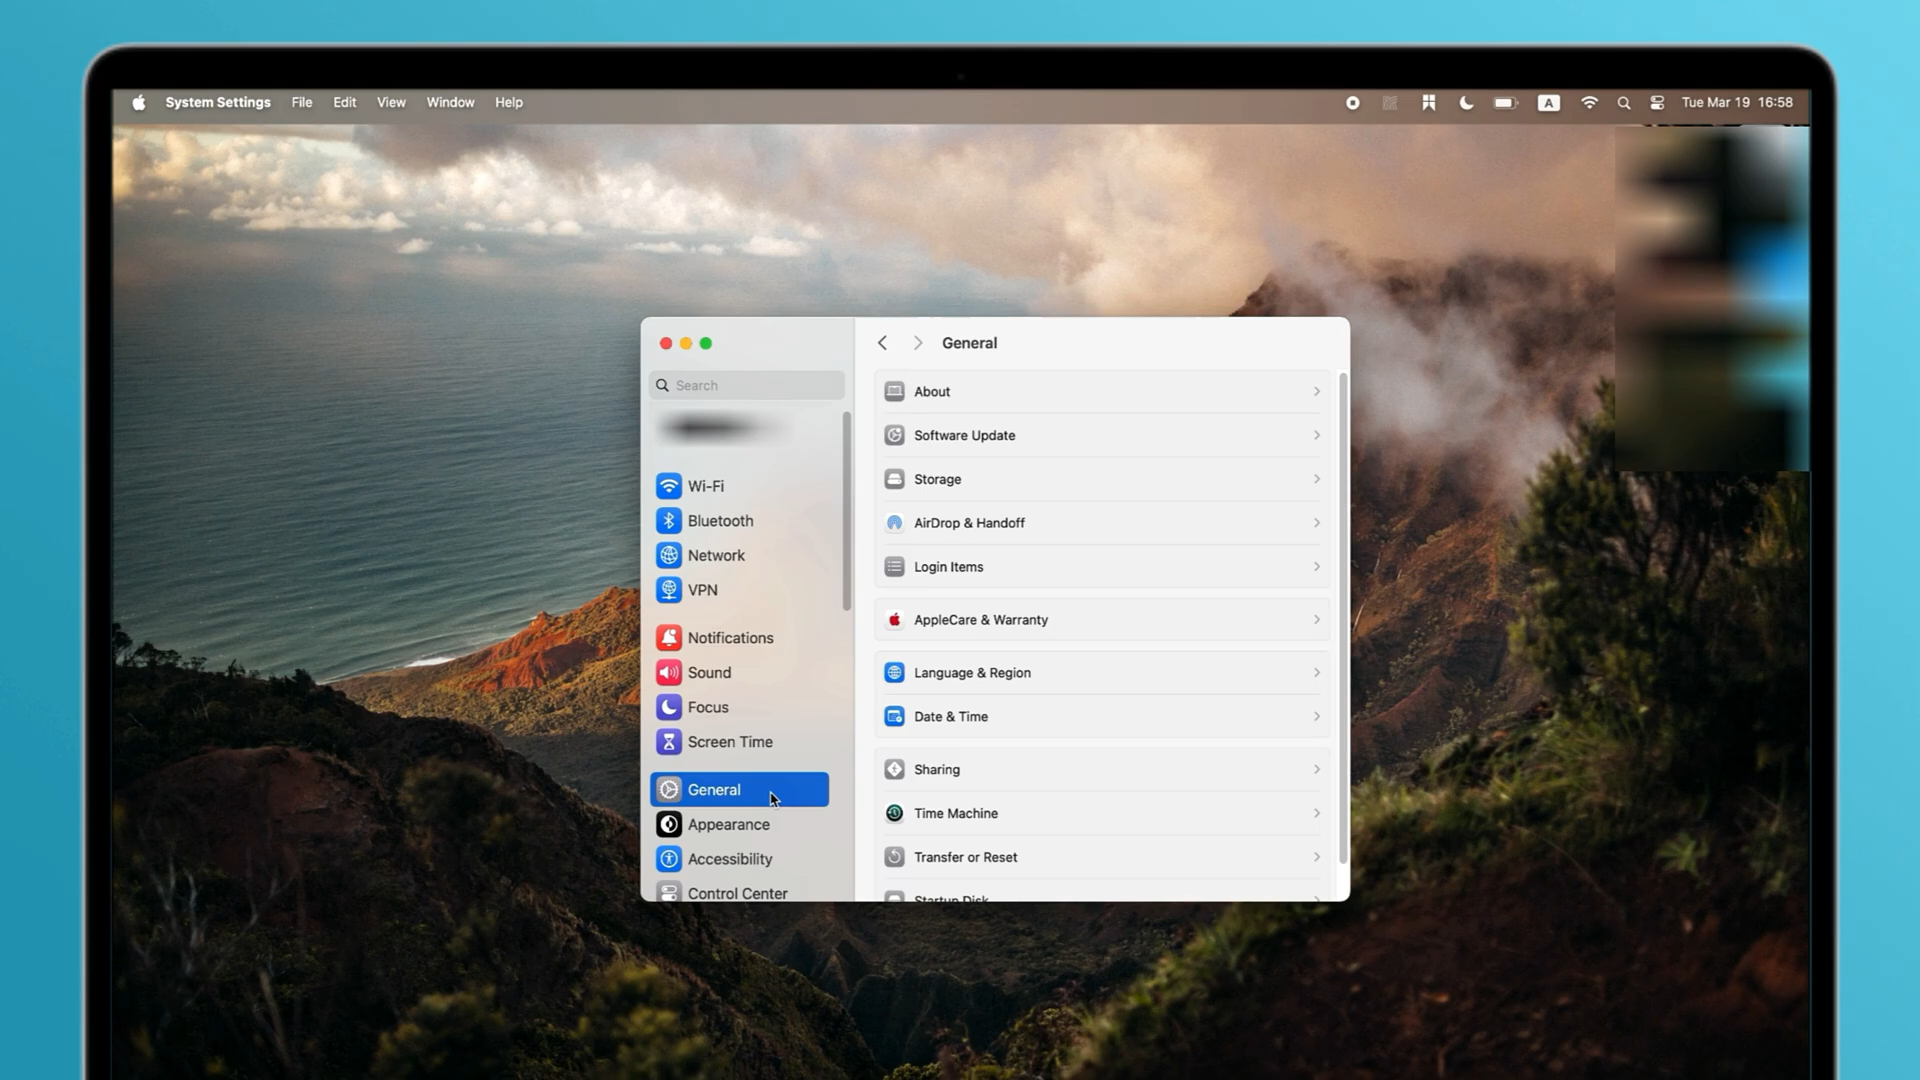 System Settings File Edit View Window Help A Tue Mar 19 16:58
General
Search
About
Software Update
Storage
AirDrop & Handoff
Login Items
AppleCare & Warranty
Language & Region
Date & Time
Sharing
Time Machine
Transfer or Reset
Startup Disk
Wi-Fi
Bluetooth
Network
VPN
Notifications
Sound
Focus
Screen Time
General
Appearance
Accessibility
Control Center